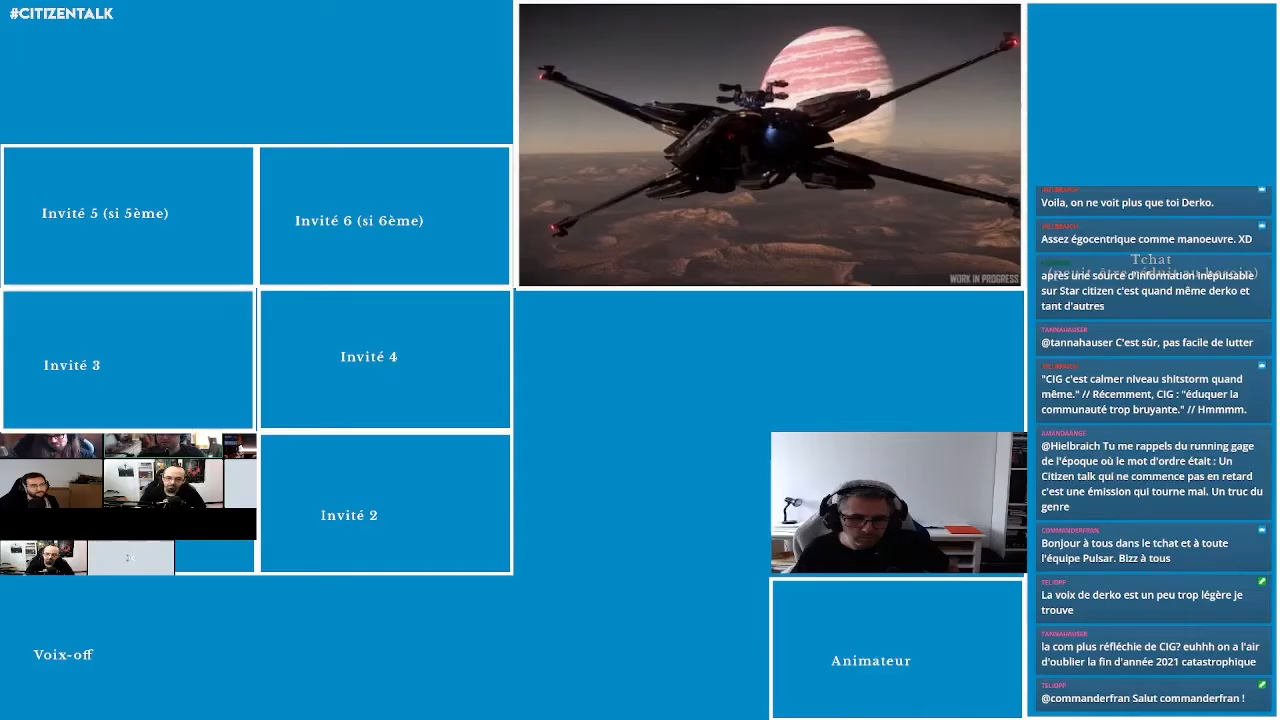 #CITIZENTALK
WORK IN PROGRESS
Invité 5 (si 5ème)
Invité 6 (si 6ème)
Invité 3
Invité 4
Invité 2
Voix-off
Animateur
Voila, on ne voit plus que toi Derko.
Assez égocentrique comme manoeuvre. XD
Tchat
après une source d'information inépuisable
sur Star citizen c'est quand même derko et
tant d'autres
TANNAHAUSER
@tannahauser C'est sûr, pas facile de lutter
"CIG c'est calmer niveau shitstorm quand
même." // Récemment, CIG : "éduquer la
communauté trop bruyante." // Hmmmm.
AMANDAANGE
@Hielbraich Tu me rappels du running gage
de l'époque où le mot d'ordre était : Un
Citizen talk qui ne commence pas en retard
c'est une émission qui tourne mal. Un truc du
genre
COMMANDERFRAN
Bonjour à tous dans le tchat et à toute
l'équipe Pulsar. Bizz à tous
La voix de derko est un peu trop légère je
trouve
TANNAHAUSER
la com plus réfléchie de CIG? euhhh on a l'air
d'oublier la fin d'année 2021 catastrophique
@commanderfran Salut commanderfran !